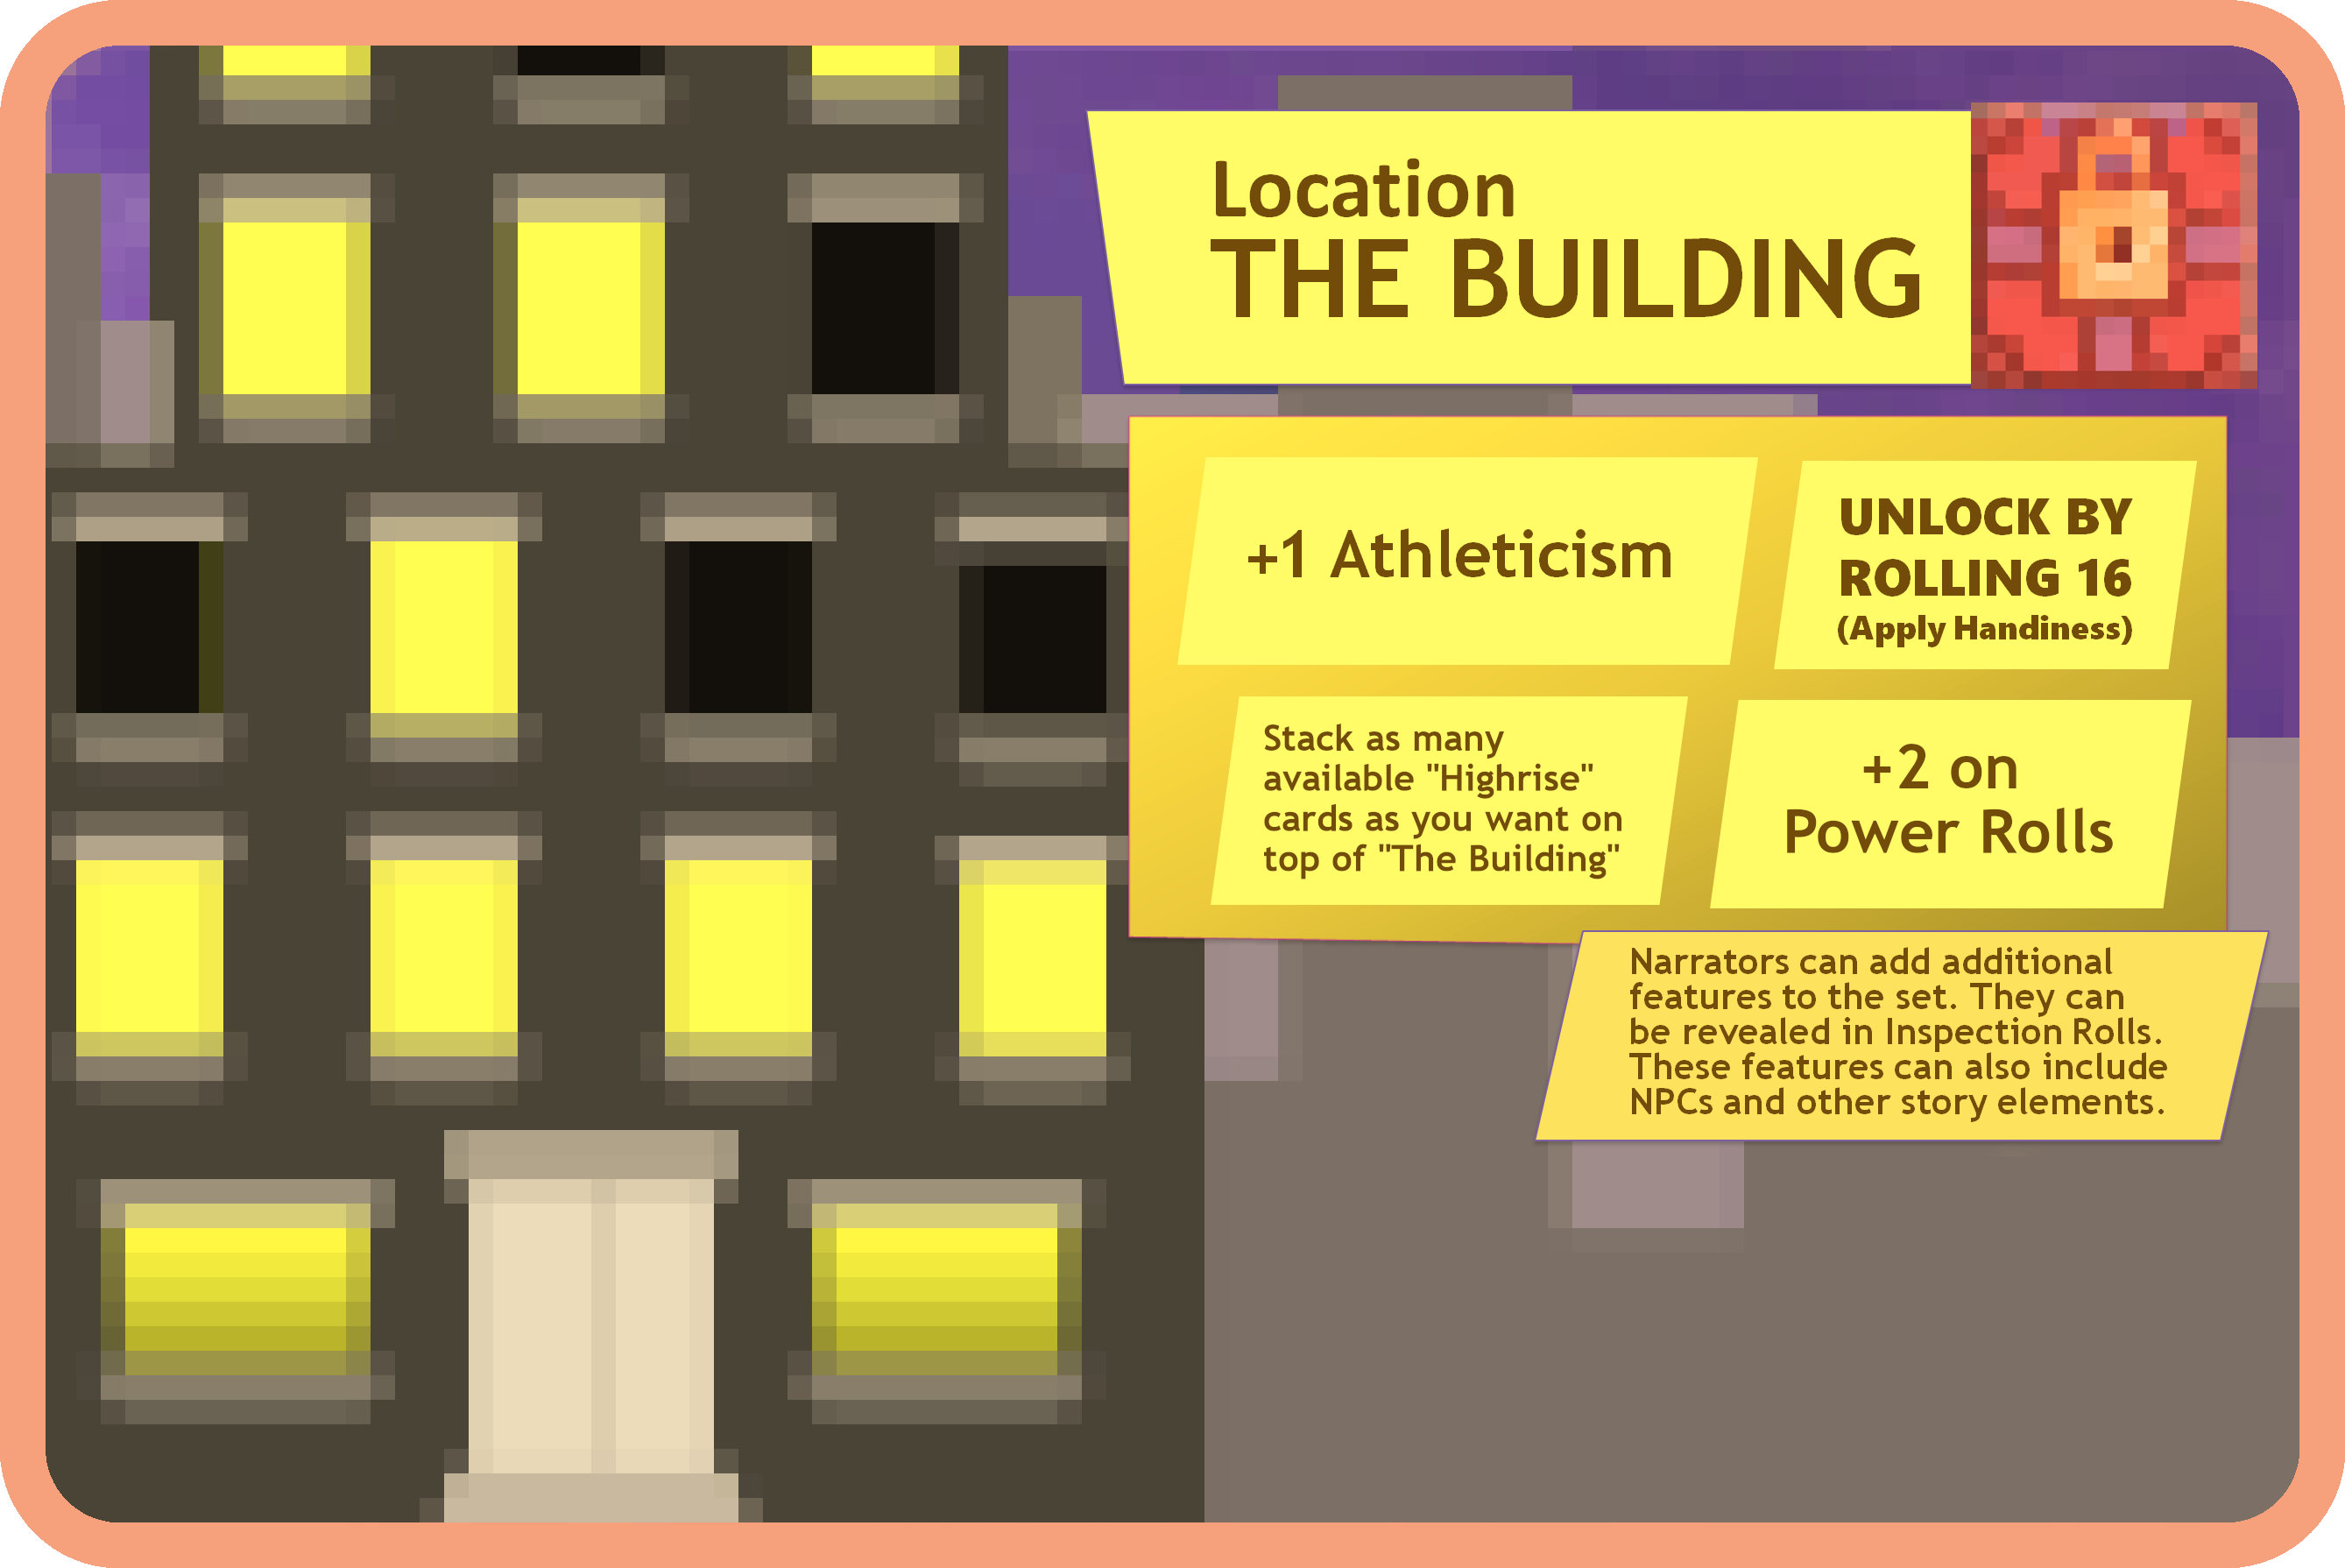 Location
THE BUILDING
+1 Athleticism
UNLOCK BY
ROLLING 16
(Apply Handiness)
Stack as many
available "Highrise"
cards as you want on
top of "The Building"
+2 on
Power Rolls
Narrators can add additional
features to the set. They can
be revealed in Inspection Rolls.
These features can also include
NPCs and other story elements.